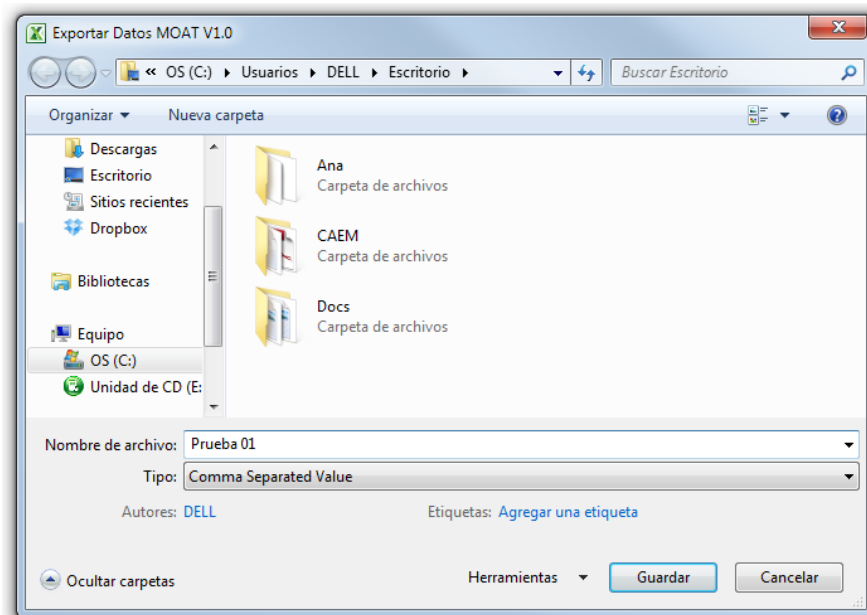 Exportar Datos MOAT V1.0
« OS (C:) Usuarios DELL Escritorio Buscar Escritorio
Organizar Nueva carpeta
Descargas
Escritorio
Sitios recientes
Dropbox
Bibliotecas
Equipo
OS (C:)
Unidad de CD (E:
Ana
Carpeta de archivos
CAEM
Carpeta de archivos
Docs
Carpeta de archivos
Nombre de archivo: Prueba 01
Tipo: Comma Separated Value
Autores: DELL Etiquetas: Agregar una etiqueta
Ocultar carpetas Herramientas Guardar Cancelar